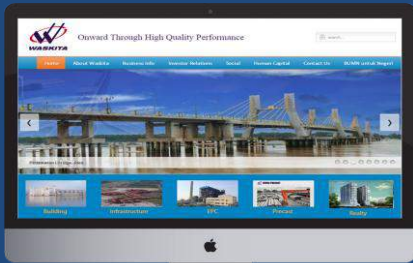 Onward Through High Quality Performance
search...
WASKITA
Home About Waskita Business Info Investor Relations Social Human Capital Contact Us BUMN untuk Negeri
Building Infrastructure EPC Precast Realty